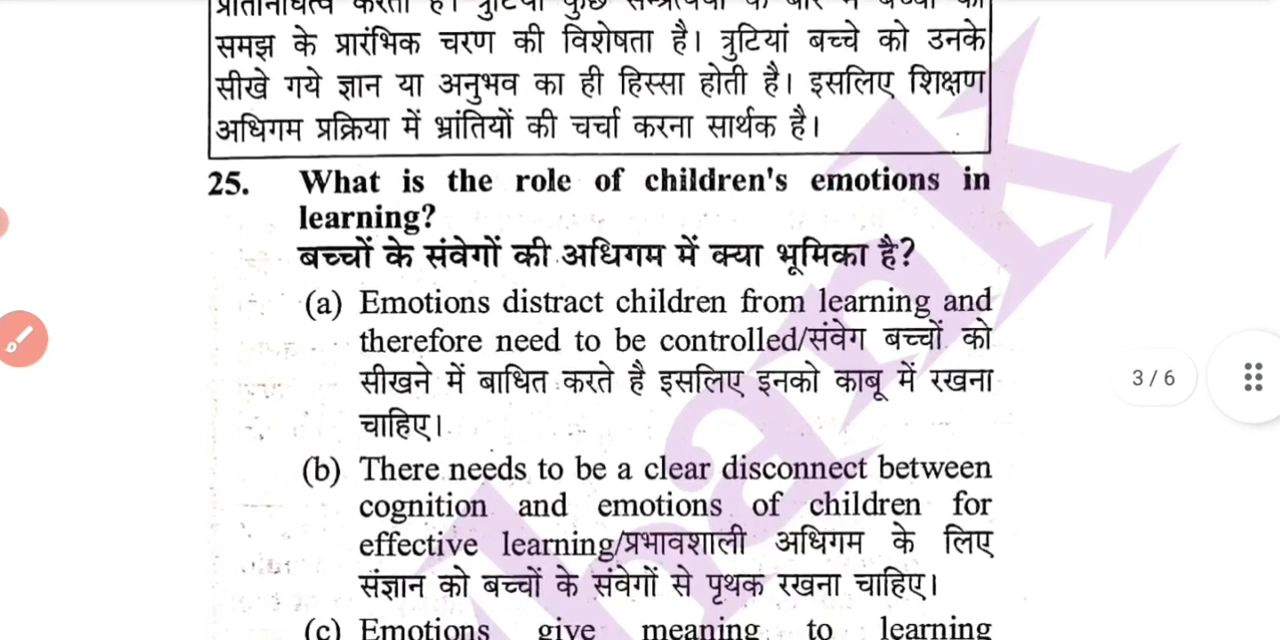 समझ के प्रारंभिक चरण की विशेषता है। त्रुटियां बच्चे को उनके
सीखे गये ज्ञान या अनुभव का ही हिस्सा होती है। इसलिए शिक्षण
अधिगम प्रक्रिया में भ्रांतियों की चर्चा करना सार्थक है।
25. What is the role of children's emotions in
learning?
बच्चों के संवेगों की अधिगम में क्या भूमिका है?
(a) Emotions distract children from learning and
therefore need to be controlled/संवेग बच्चों को
सीखने में बाधित करते है इसलिए इनको काबू में रखना
चाहिए।
(b) There needs to be a clear disconnect between
cognition and emotions of children for
effective learning/प्रभावशाली अधिगम के लिए
संज्ञान को बच्चों के संवेगों से पृथक रखना चाहिए।
(c) Emotions give meaning to learning
3 / 6